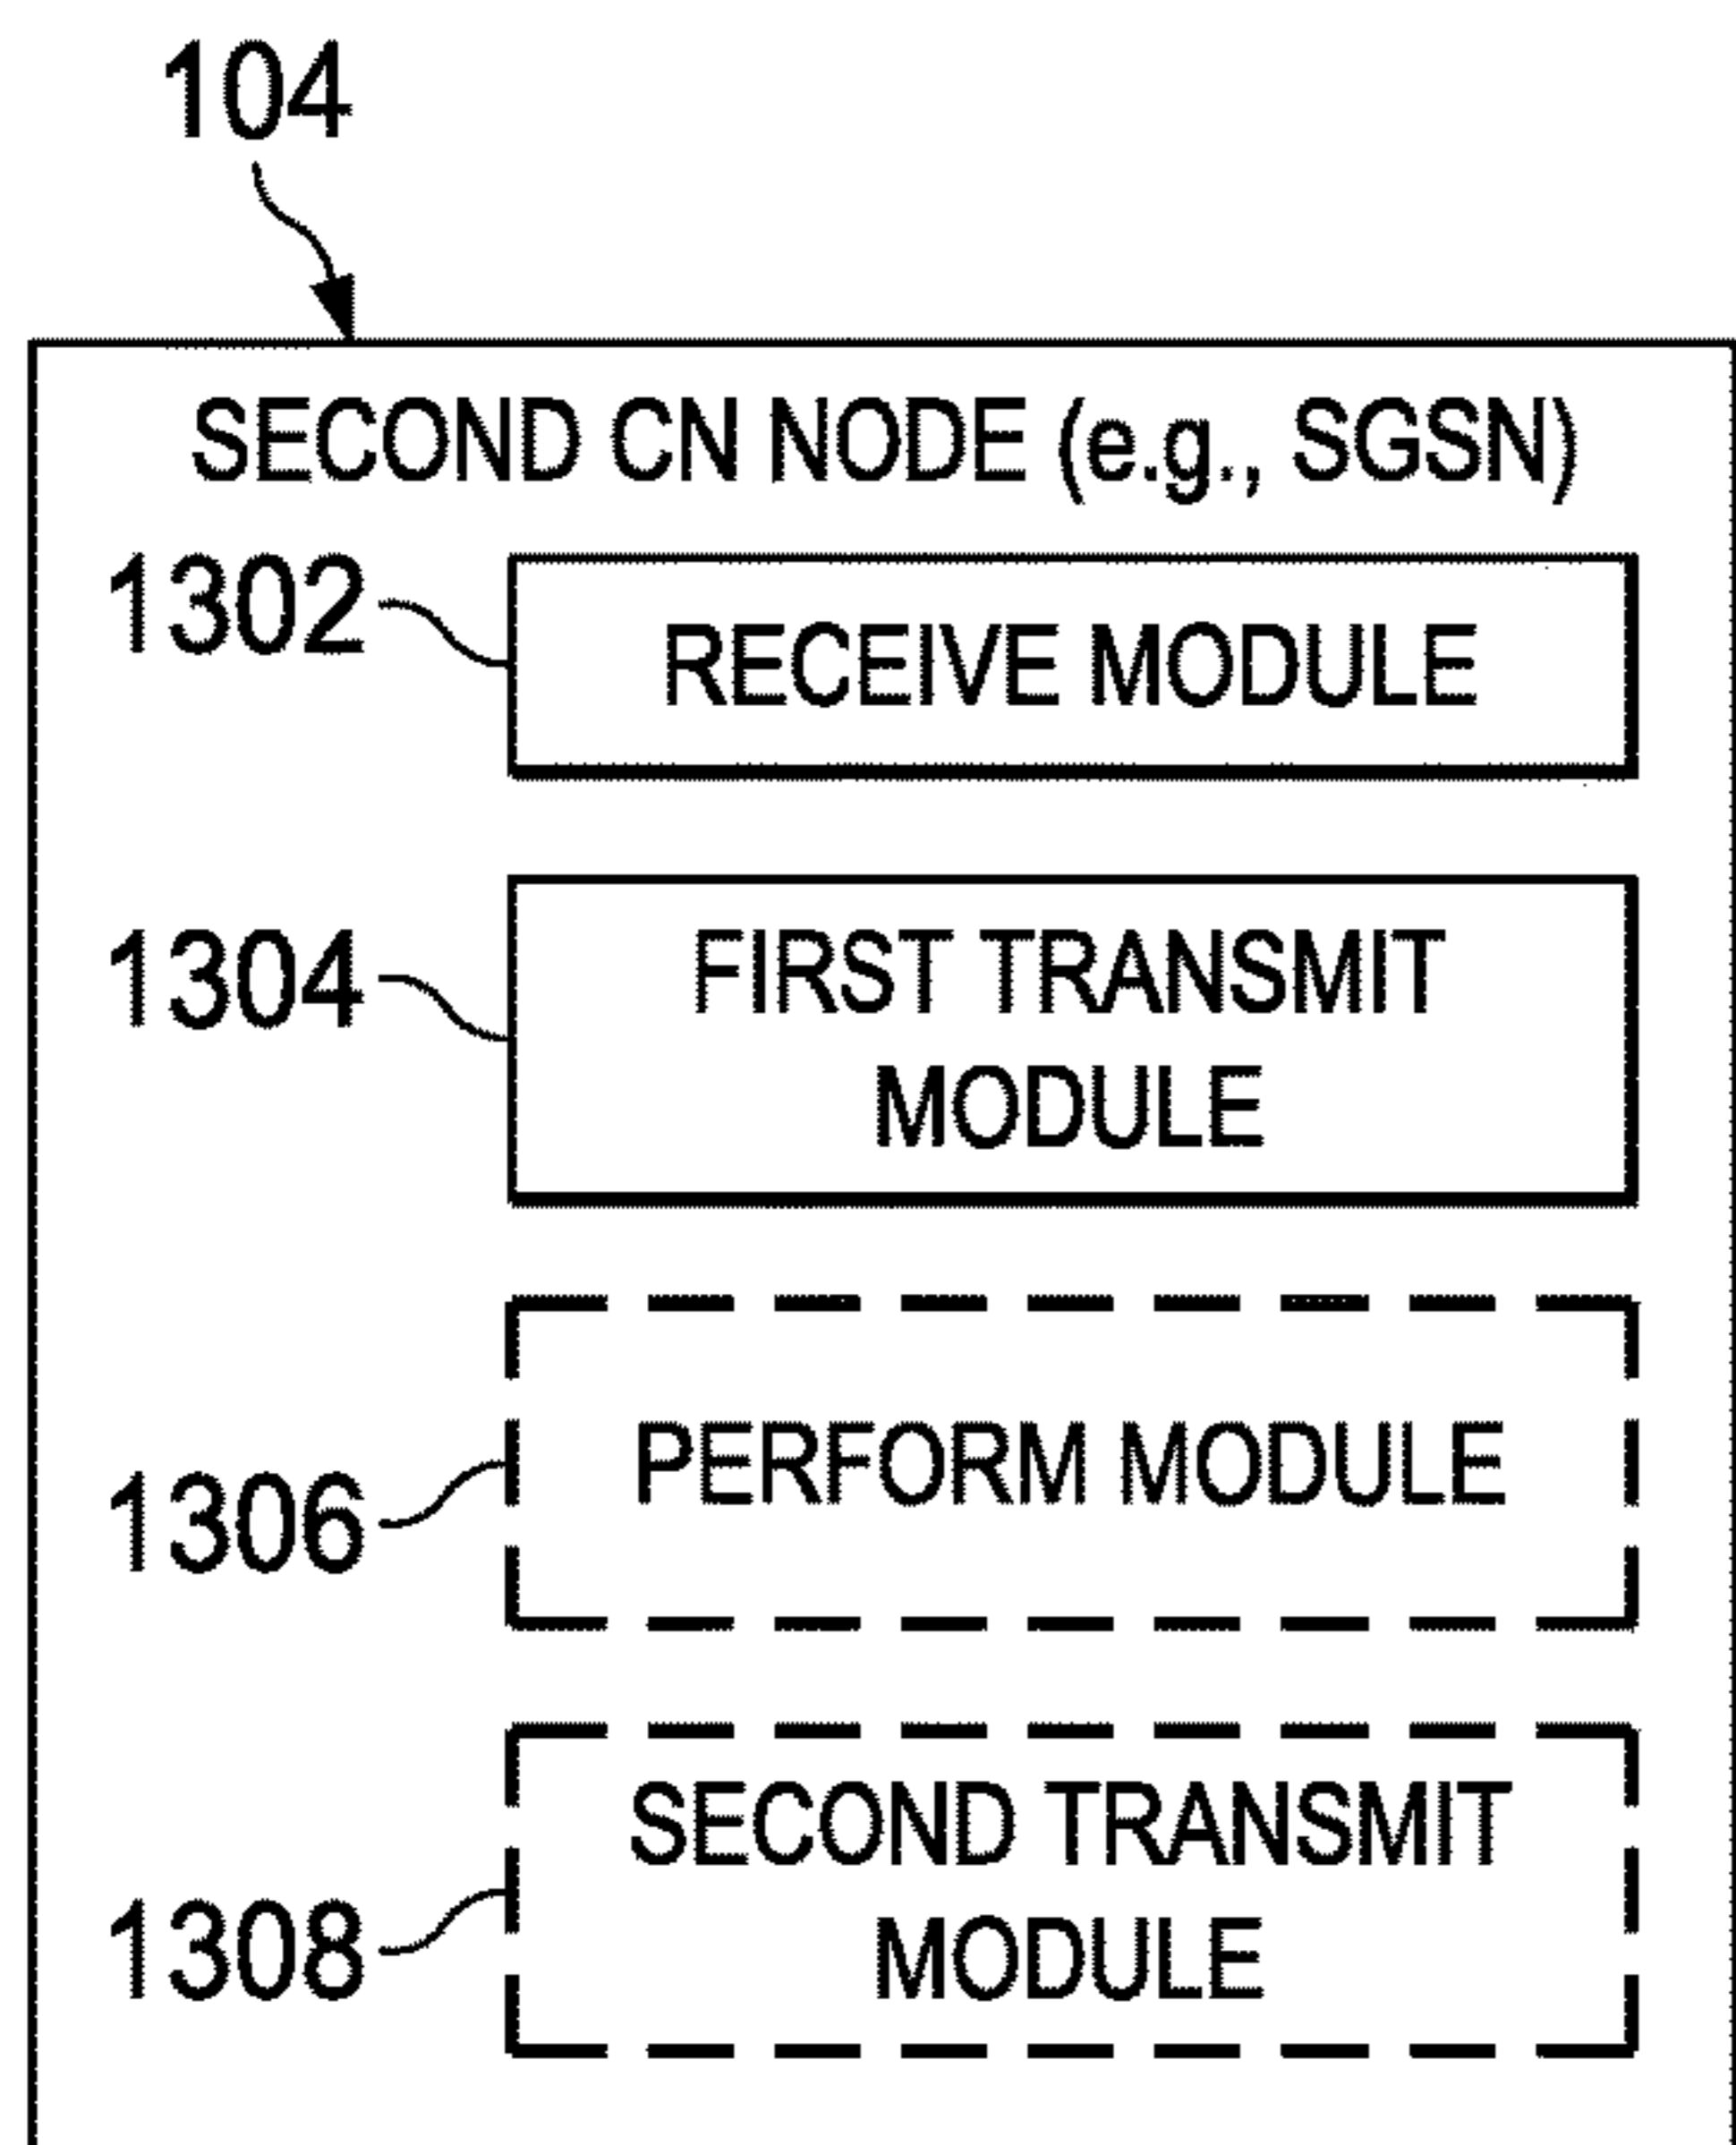 104
SECOND CN NODE (e.g., SGSN)
1302
RECEIVE MODULE
1304
FIRST TRANSMIT
MODULE
1306
PERFORM MODULE
1308
SECOND TRANSMIT
MODULE